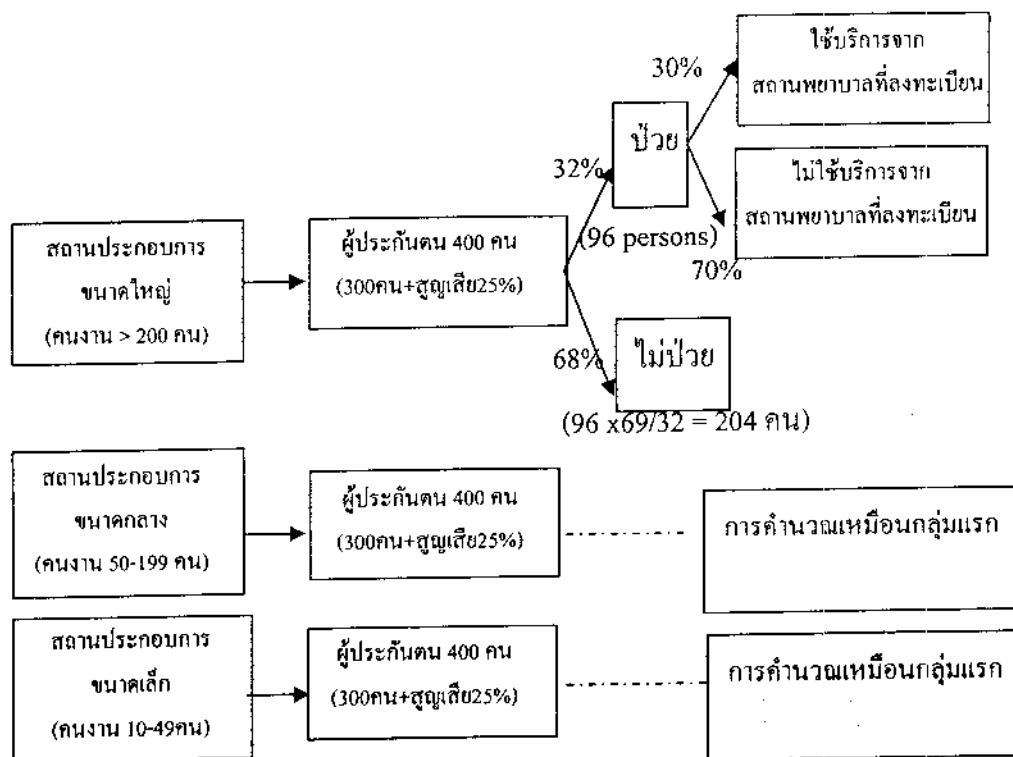 ใช้บริการจาก
สถานพยาบาลที่ลงทะเบียน
30%
ป่วย
32%
ไม่ใช้บริการจาก
สถานพยาบาลที่ลงทะเบียน
(96 persons)
70%
สถานประกอบการ
ขนาดใหญ่
(คนงาน > 200 คน)
ผู้ประกันตน 400 คน
(300คน+สูญเสีย25%)
68%
ไม่ป่วย
(96 x69/32 = 204 คน)
สถานประกอบการ
ขนาดกลาง
(คนงาน 50-199 คน)
ผู้ประกันตน 400 คน
(300คน+สูญเสีย25%)
การคำนวณเหมือนกลุ่มแรก
สถานประกอบการ
ขนาดเล็ก
(คนงาน 10-49คน)
ผู้ประกันตน 400 คน
(300คน+สูญเสีย25%)
การคำนวณเหมือนกลุ่มแรก